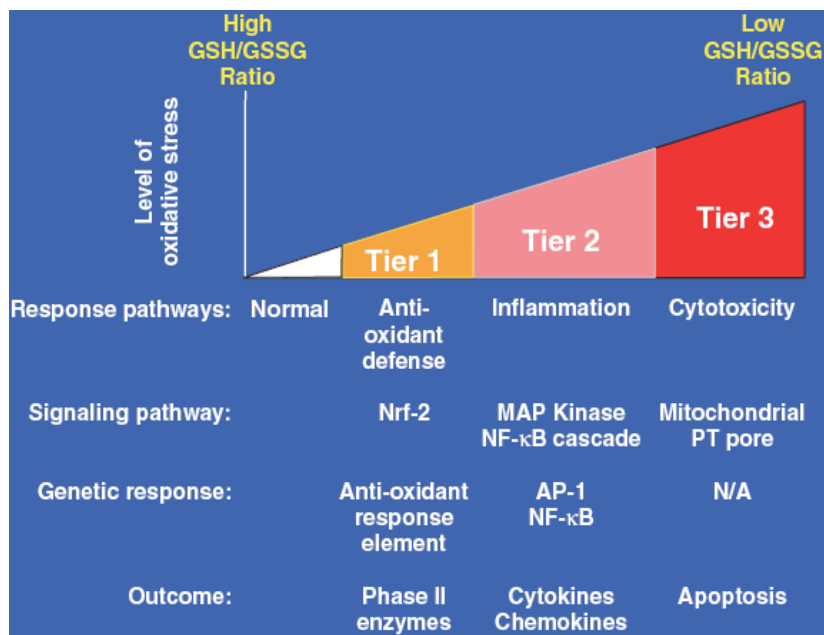 High
GSH/GSSG
Ratio
Low
GSH/GSSG
Ratio
Level of
oxidative stress
Tier 1
Tier 2
Tier 3
Response pathways:
Normal
Anti-
oxidant
defense
Inflammation
Cytotoxicity
Signaling pathway:
Nrf-2
MAP Kinase
NF-κB cascade
Mitochondrial
PT pore
Genetic response:
Anti-oxidant
response
element
AP-1
NF-κB
N/A
Outcome:
Phase II
enzymes
Cytokines
Chemokines
Apoptosis